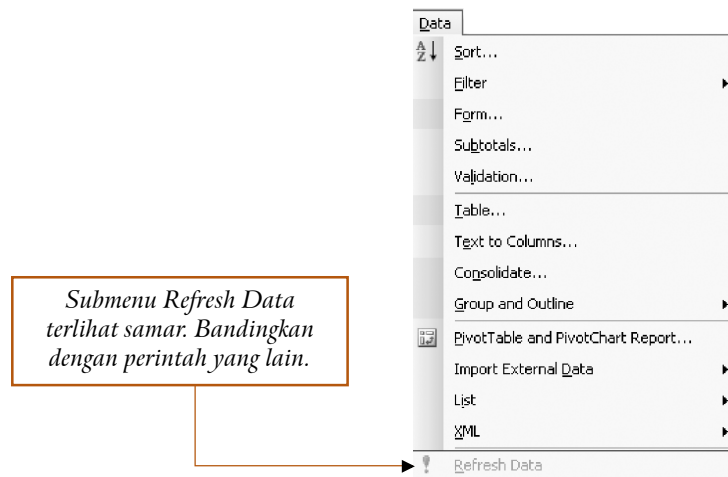 Data
Sort...
Filter
Form...
Subtotals...
Validation...
Table...
Text to Columns...
Consolidate...
Group and Outline
PivotTable and PivotChart Report...
Import External Data
List
XML
Refresh Data
Submenu Refresh Data
terlihat samar. Bandingkan
dengan perintah yang lain.